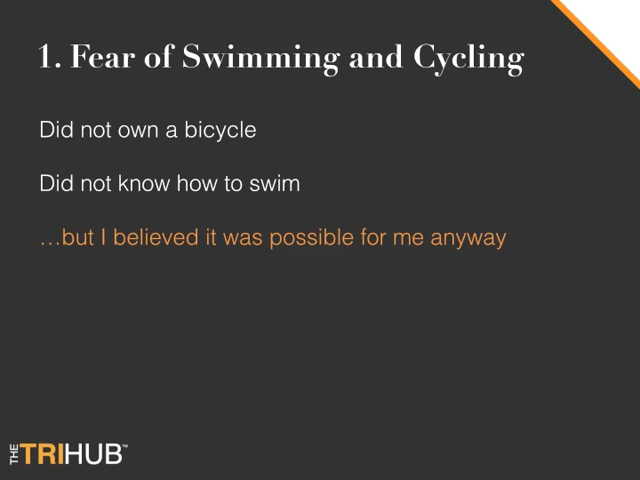 1. Fear of Swimming and Cycling
Did not own a bicycle
Did not know how to swim
…but I believed it was possible for me anyway
THE TRIHUB™